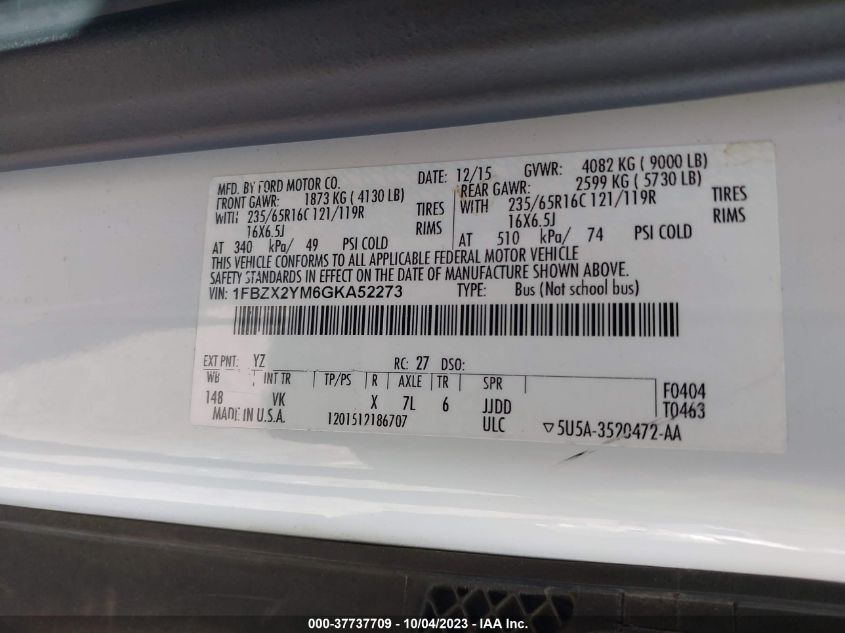 MFD. BY FORD MOTOR CO.
DATE: 12/15 GVWR: 4082 KG ( 9000 LB)
FRONT GAWR: 1873 KG ( 4130 LB)
REAR GAWR: 2599 KG ( 5730 LB)
WITH 235/65R16C 121/119R TIRES
WITH 235/65R16C 121/119R TIRES
16X6.5J RIMS
16X6.5J RIMS
AT 340 kPa/ 49 PSI COLD
AT 510 kPa/ 74 PSI COLD
THIS VEHICLE CONFORMS TO ALL APPLICABLE FEDERAL MOTOR VEHICLE
SAFETY STANDARDS IN EFFECT ON THE DATE OF MANUFACTURE SHOWN ABOVE.
VIN: 1FBZX2YM6GKA52273 TYPE: Bus (Not school bus)
EXT PNT: YZ RC: 27 DSO:
WB INT TR TP/PS R AXLE TR SPR
148 VK X 7L 6 JJDD
F0404
T0463
MADE IN U.S.A. 1201512186707 ULC ▽5U5A-3520472-AA
000-37737709 - 10/04/2023 - IAA Inc.